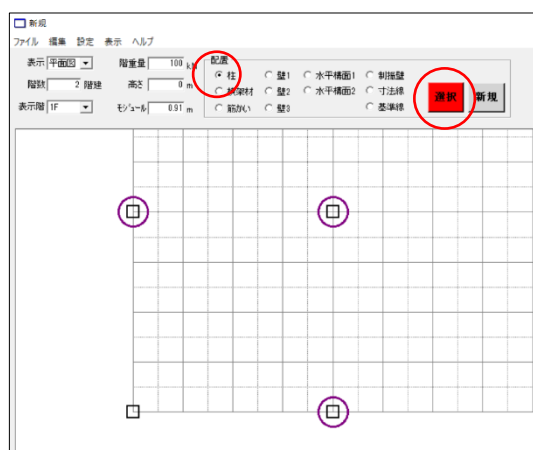 新規
ファイル 編集 設定 表示 ヘルプ
表示 平面図 階重量 100 kN 配置
柱 壁1 水平構面1 制振壁
階数 2 階建 高さ 0 m 横架材 壁2 水平構面2 寸法線 選択 新規
表示階 1F モジュール 0.91 m 筋かい 壁3 基準線